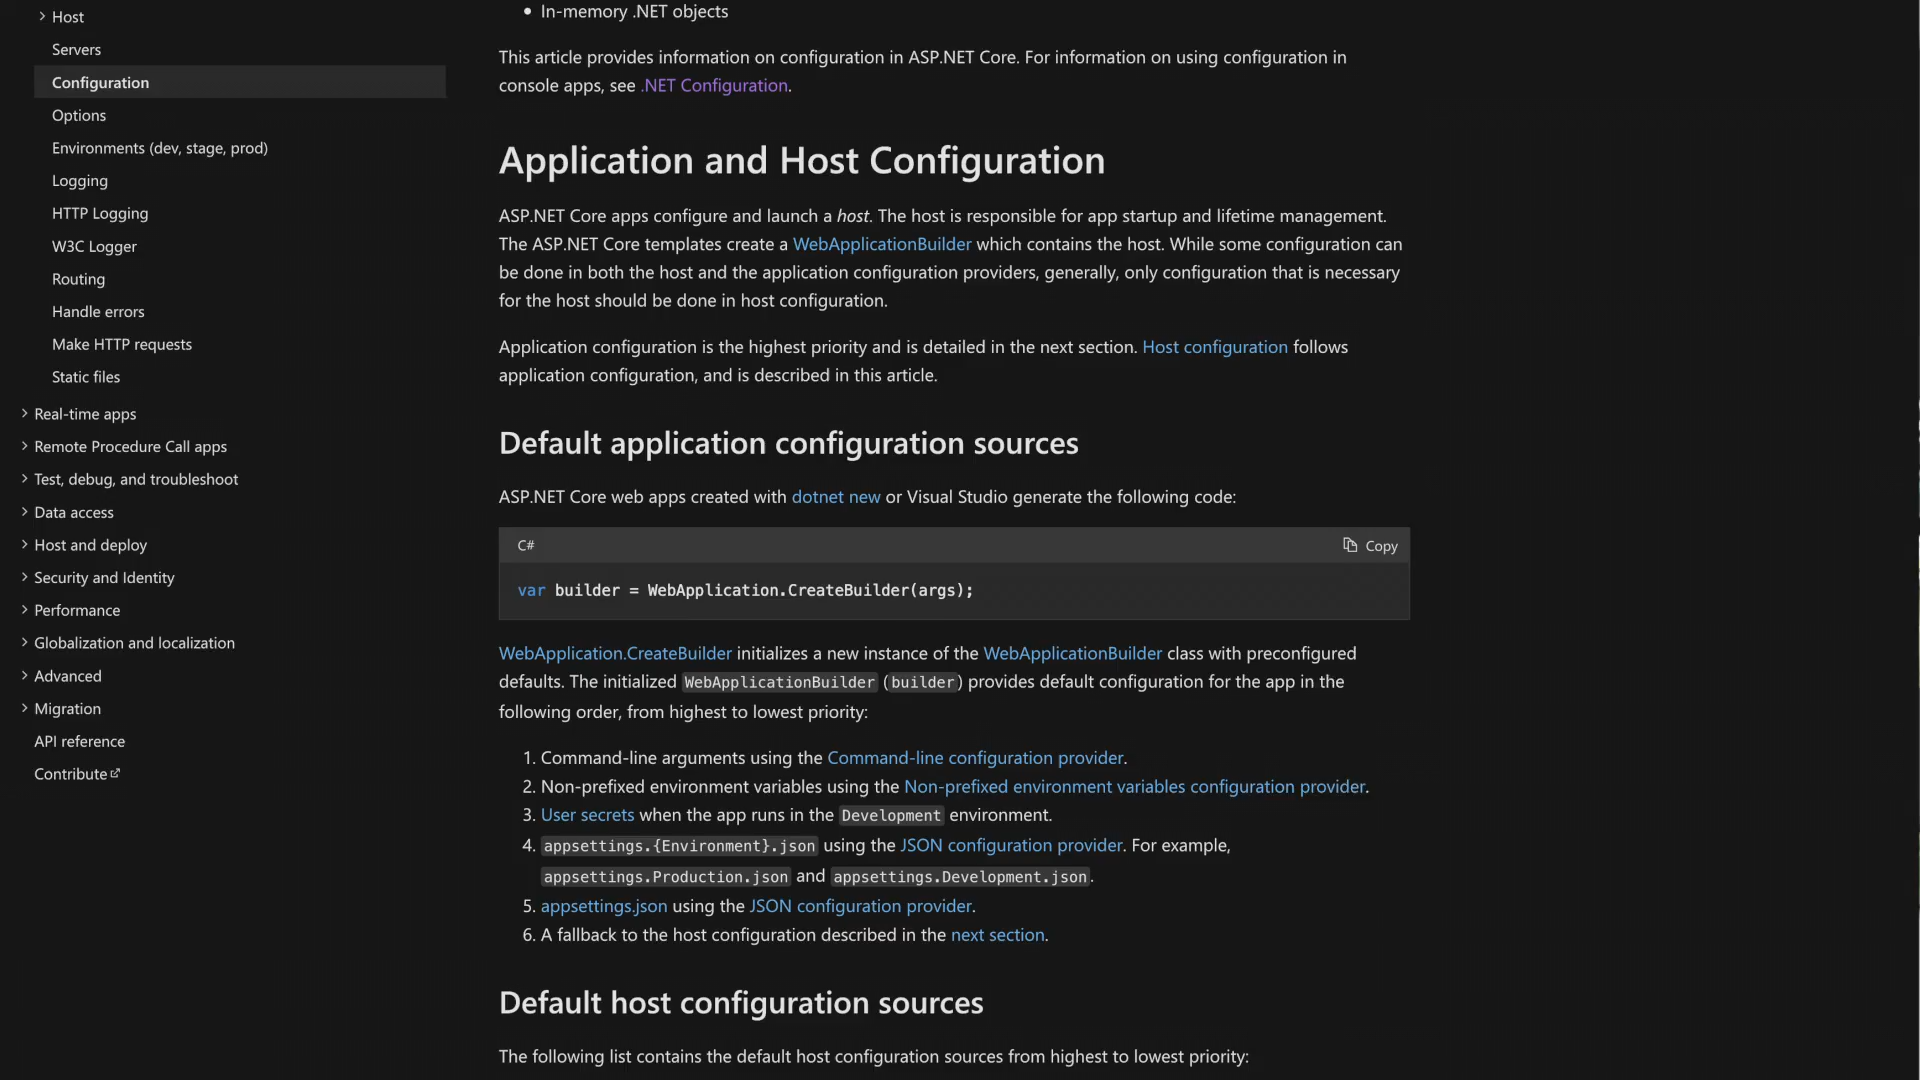 Host
Servers
Configuration
Options
Environments (dev, stage, prod)
Logging
HTTP Logging
W3C Logger
Routing
Handle errors
Make HTTP requests
Static files
Real-time apps
Remote Procedure Call apps
Test, debug, and troubleshoot
Data access
Host and deploy
Security and Identity
Performance
Globalization and localization
Advanced
Migration
API reference
Contribute
• In-memory .NET objects
This article provides information on configuration in ASP.NET Core. For information on using configuration in
console apps, see .NET Configuration.
Application and Host Configuration
ASP.NET Core apps configure and launch a host. The host is responsible for app startup and lifetime management.
The ASP.NET Core templates create a WebApplicationBuilder which contains the host. While some configuration can
be done in both the host and the application configuration providers, generally, only configuration that is necessary
for the host should be done in host configuration.
Application configuration is the highest priority and is detailed in the next section. Host configuration follows
application configuration, and is described in this article.
Default application configuration sources
ASP.NET Core web apps created with dotnet new or Visual Studio generate the following code:
C# Copy
var builder = WebApplication.CreateBuilder(args);
WebApplication.CreateBuilder initializes a new instance of the WebApplicationBuilder class with preconfigured
defaults. The initialized WebApplicationBuilder (builder) provides default configuration for the app in the
following order, from highest to lowest priority:
1. Command-line arguments using the Command-line configuration provider.
2. Non-prefixed environment variables using the Non-prefixed environment variables configuration provider.
3. User secrets when the app runs in the Development environment.
4. appsettings.{Environment}.json using the JSON configuration provider. For example,
appsettings.Production.json and appsettings.Development.json.
5. appsettings.json using the JSON configuration provider.
6. A fallback to the host configuration described in the next section.
Default host configuration sources
The following list contains the default host configuration sources from highest to lowest priority: